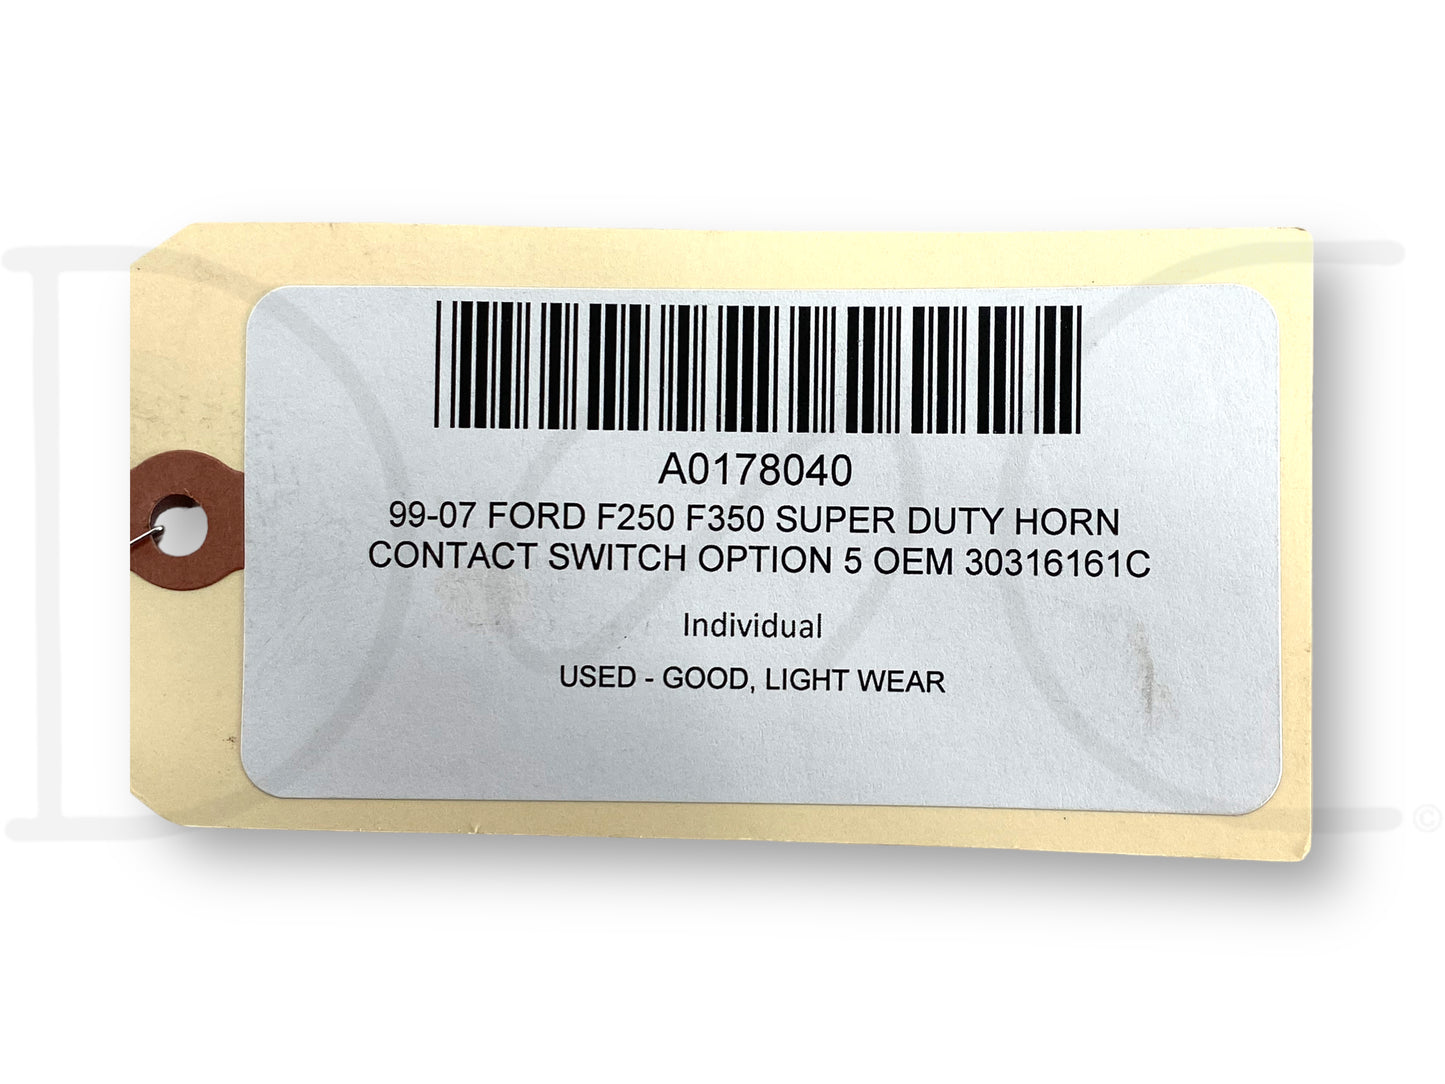 A0178040
99-07 FORD F250 F350 SUPER DUTY HORN
CONTACT SWITCH OPTION 5 OEM 30316161C
Individual
USED - GOOD, LIGHT WEAR
©